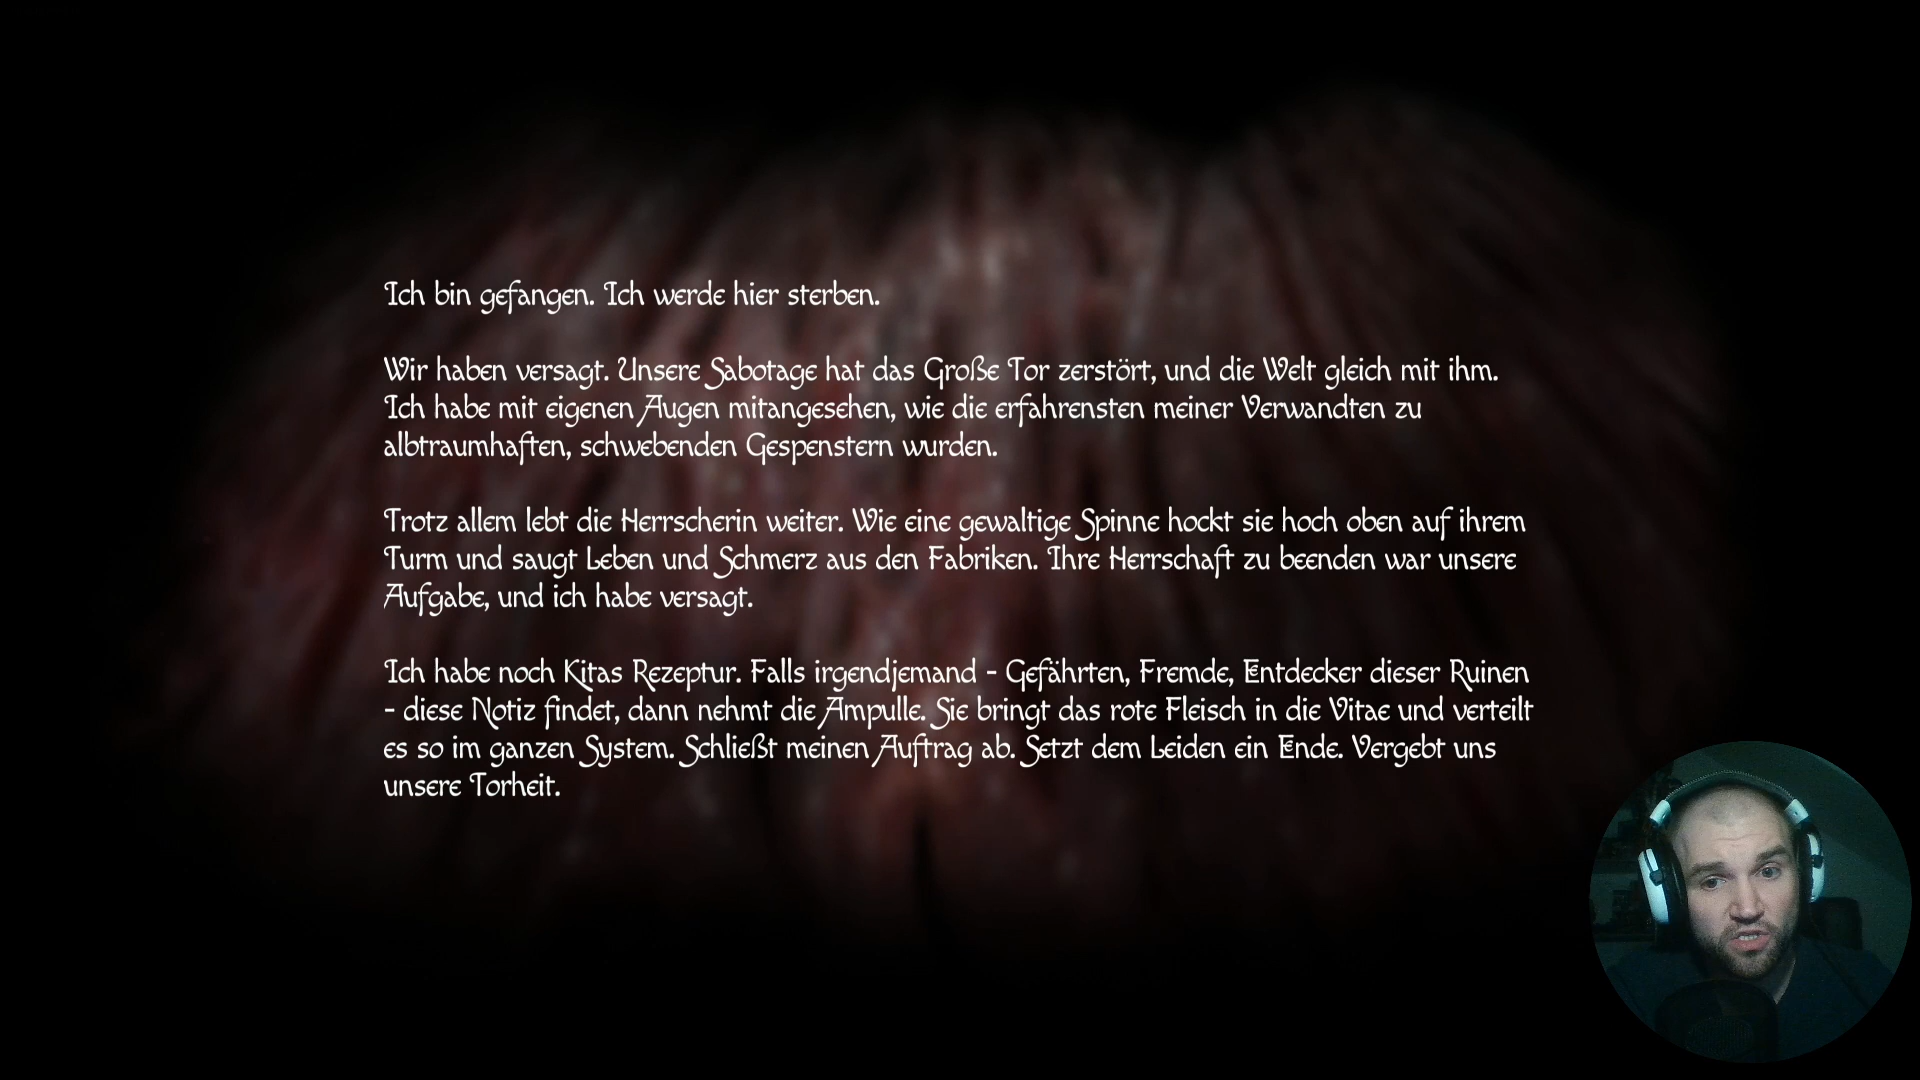 Ich bin gefangen. Ich werde hier sterben.
Wir haben versagt. Unsere Sabotage hat das Große Tor zerstört, und die Welt gleich mit ihm.
Ich habe mit eigenen Augen mitangesehen, wie die erfahrensten meiner Verwandten zu
albtraumhaften, schwebenden Gespenstern wurden.
Trotz allem lebt die Herrscherin weiter. Wie eine gewaltige Spinne hockt sie hoch oben auf ihrem
Turm und saugt Leben und Schmerz aus den Fabriken. Ihre Herrschaft zu beenden war unsere
Aufgabe, und ich habe versagt.
Ich habe noch Kitas Rezeptur. Falls irgendjemand - Gefährten, Fremde, Entdecker dieser Ruinen
- diese Notiz findet, dann nehmt die Ampulle. Sie bringt das rote Fleisch in die Vitae und verteilt
es so im ganzen System. Schließt meinen Auftrag ab. Setzt dem Leiden ein Ende. Vergebt uns
unsere Torheit.